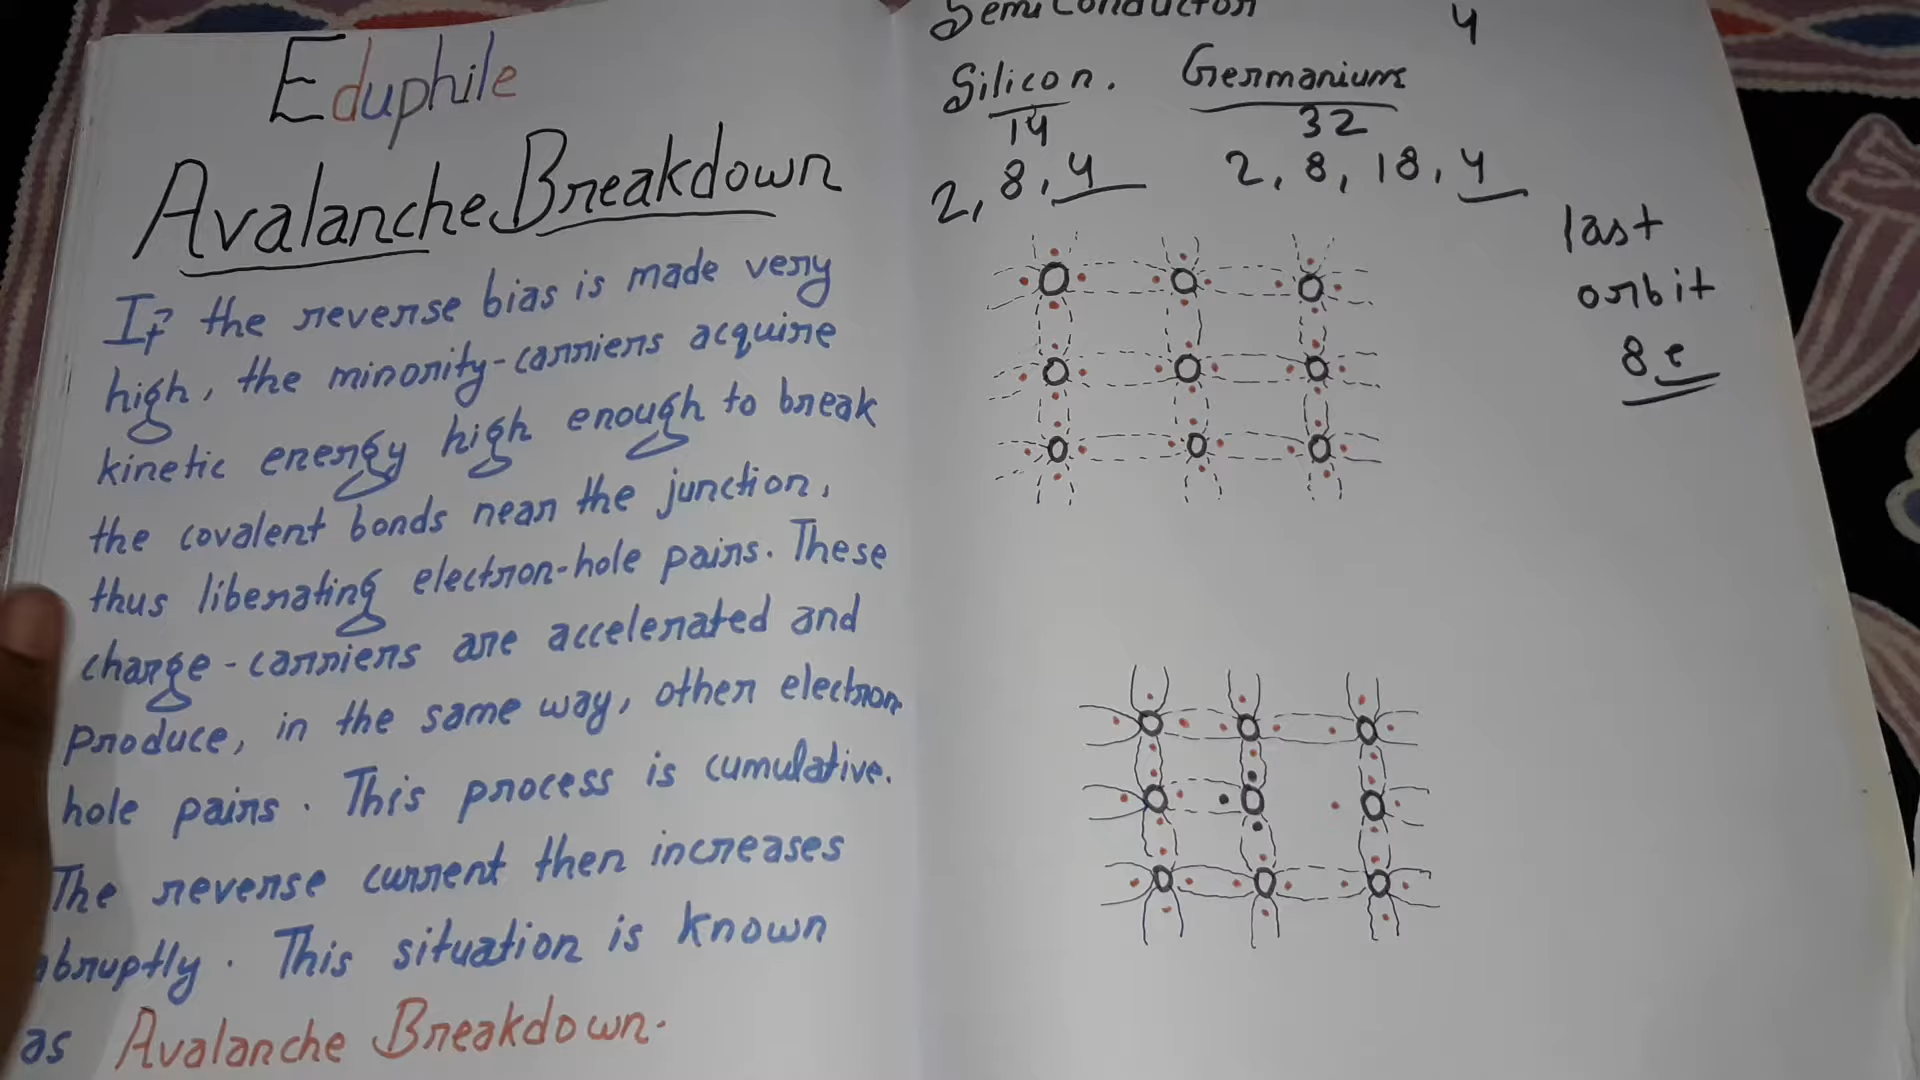 Eduphile
Avalanche Breakdown
If the reverse bias is made very
high, the minority-carriers acquire
kinetic energy high enough to break
the covalent bonds near the junction,
thus liberating electron-hole pairs. These
charge-carriers are accelerated and
produce, in the same way, other electron
hole pairs. This process is cumulative.
The reverse current then increases
abruptly. This situation is known
as Avalanche Breakdown.
Semiconductor 4
Silicon. Germanium
14 32
2, 8, 4 2, 8, 18, 4
last
orbit
8e